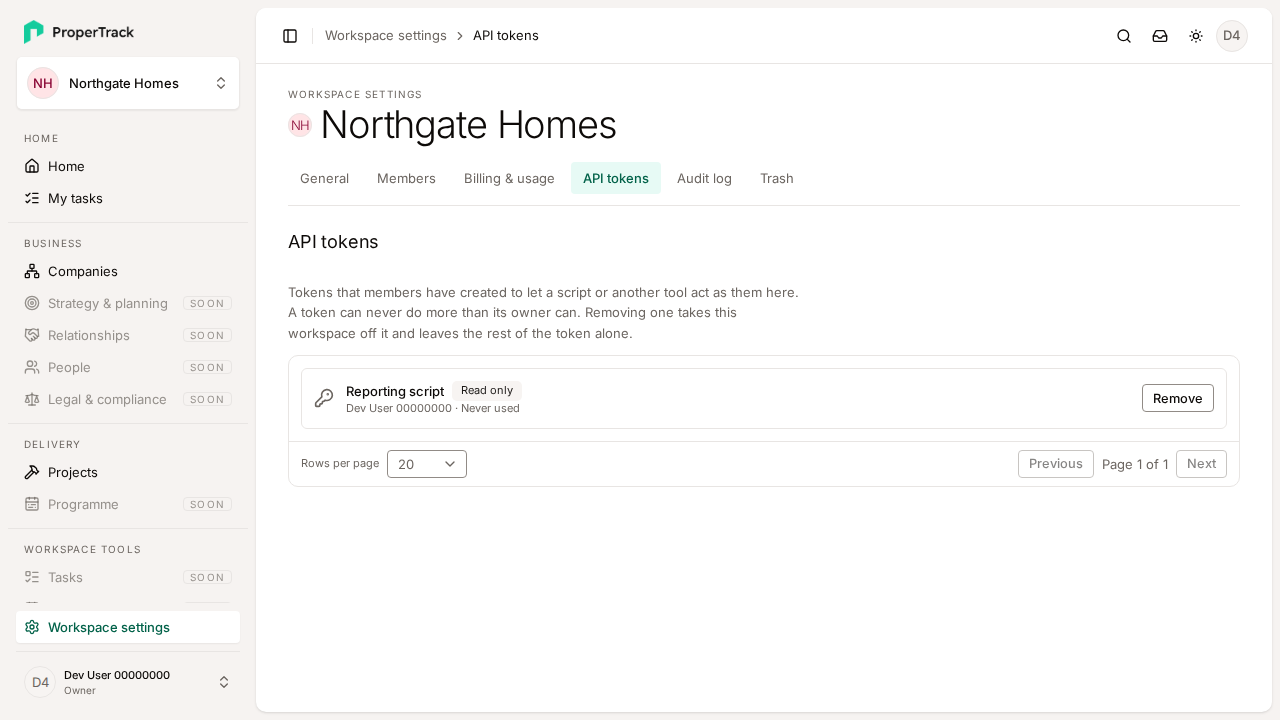 ProperTrack
NH Northgate Homes
HOME
Home
My tasks
BUSINESS
Companies
Strategy & planning SOON
Relationships SOON
People SOON
Legal & compliance SOON
DELIVERY
Projects
Programme SOON
WORKSPACE TOOLS
Tasks SOON
Workspace settings
D4 Dev User 00000000
Owner
Workspace settings > API tokens
D4
WORKSPACE SETTINGS
NH Northgate Homes
General Members Billing & usage API tokens Audit log Trash
API tokens
Tokens that members have created to let a script or another tool act as them here.
A token can never do more than its owner can. Removing one takes this
workspace off it and leaves the rest of the token alone.
Reporting script Read only
Dev User 00000000 · Never used
Remove
Rows per page 20
Previous Page 1 of 1 Next